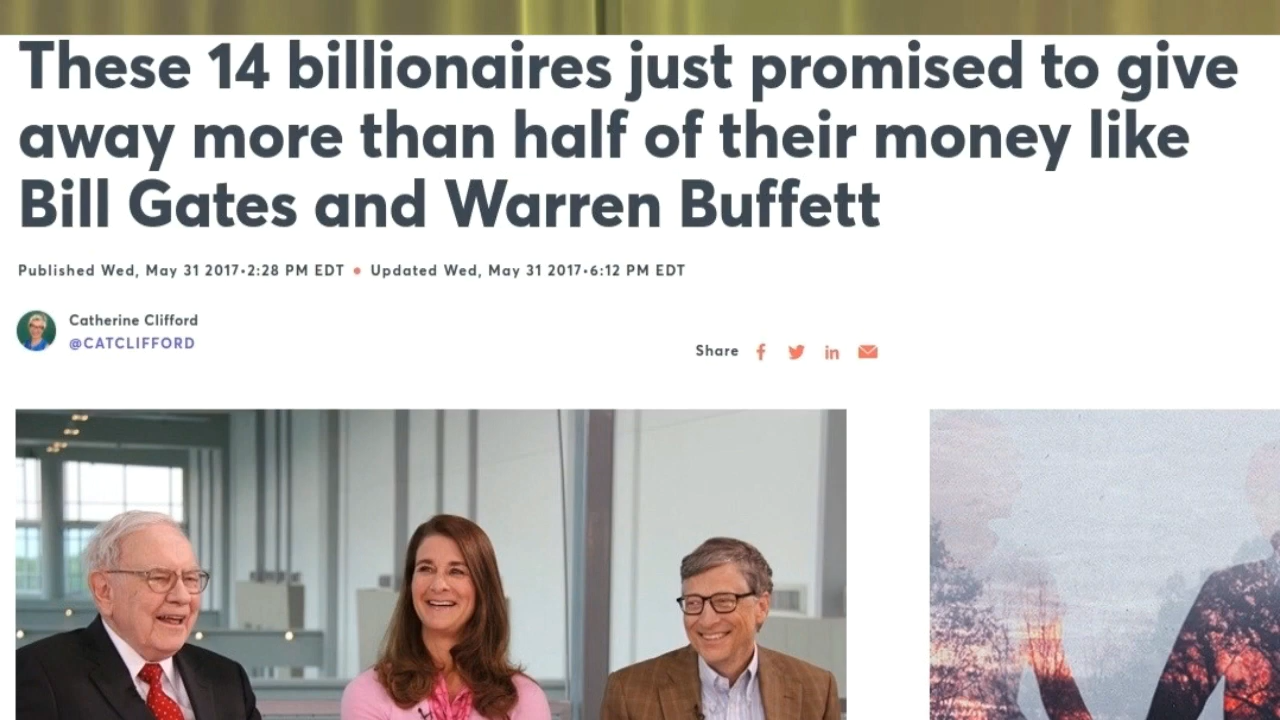 These 14 billionaires just promised to give
away more than half of their money like
Bill Gates and Warren Buffett
Published Wed, May 31 2017•2:28 PM EDT • Updated Wed, May 31 2017•6:12 PM EDT
Catherine Clifford
@CATCLIFFORD
Share